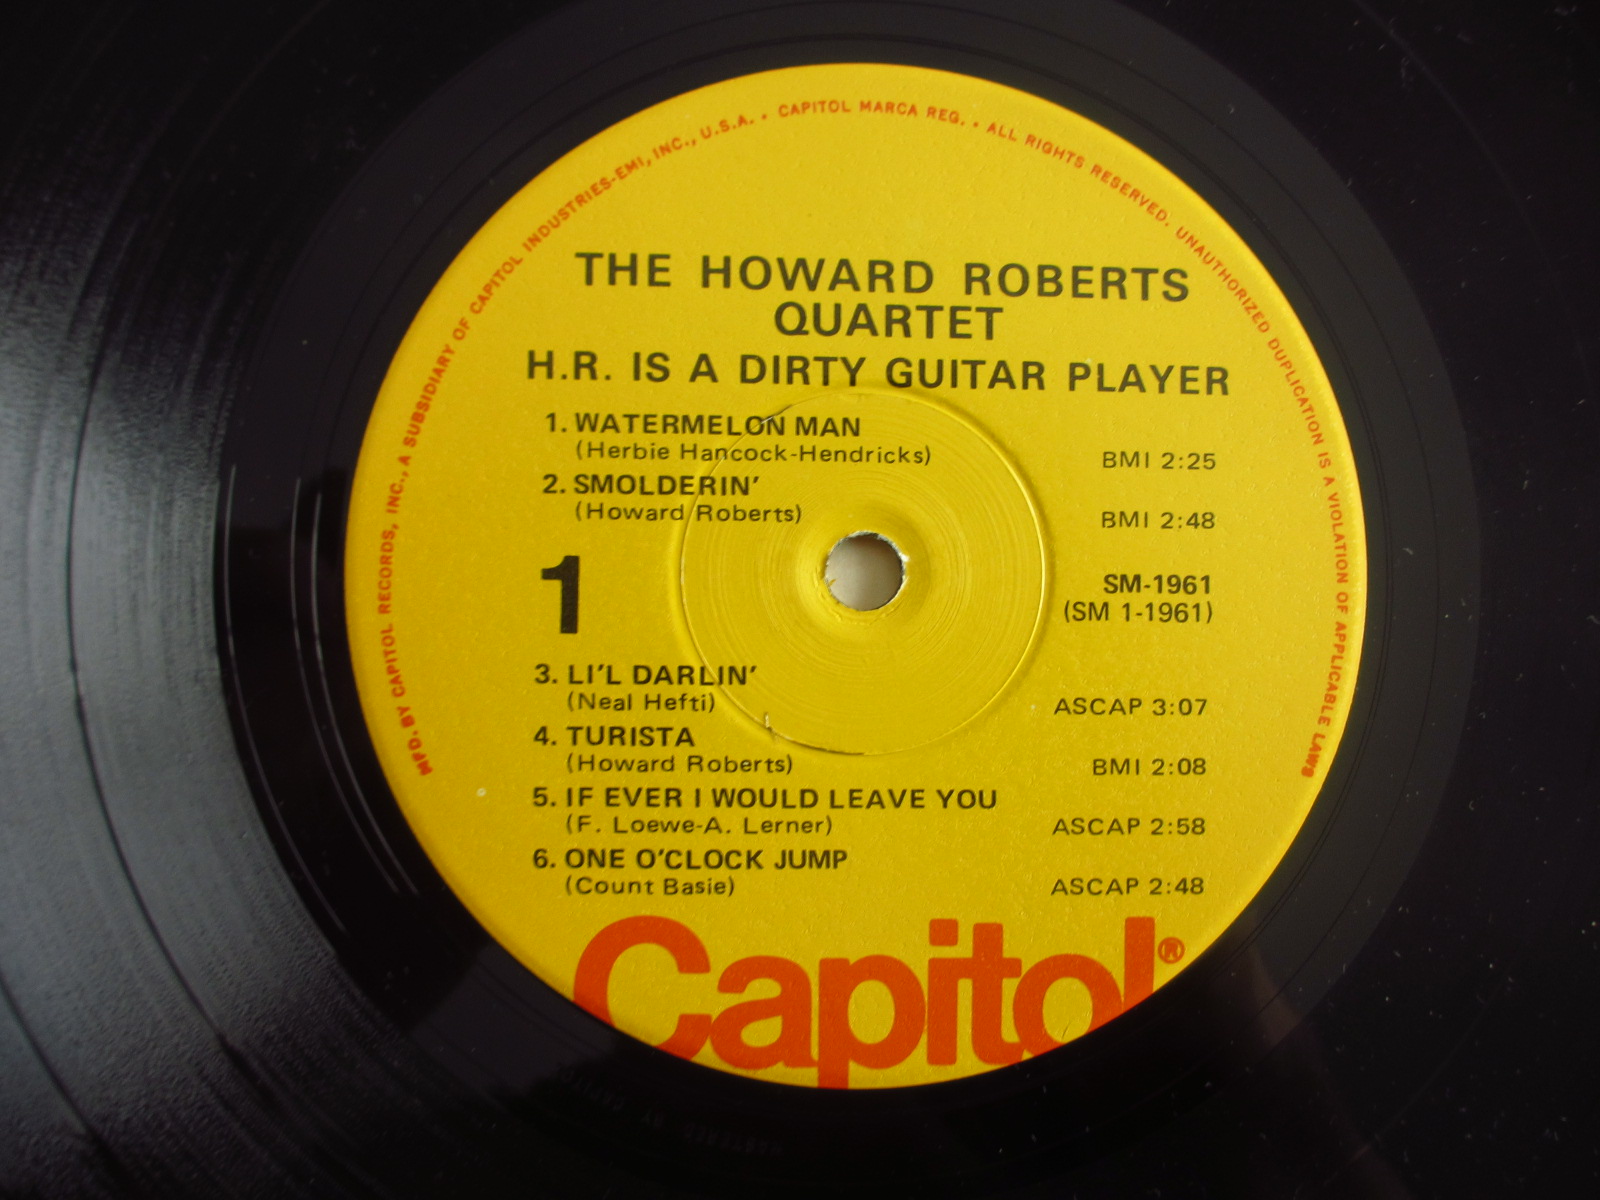 MFD. BY CAPITOL RECORDS, INC., A SUBSIDIARY OF CAPITOL INDUSTRIES-EMI, INC., U.S.A. • CAPITOL MARCA REG. • ALL RIGHTS RESERVED. UNAUTHORIZED DUPLICATION IS A VIOLATION OF APPLICABLE LAWS
THE HOWARD ROBERTS
QUARTET
H.R. IS A DIRTY GUITAR PLAYER
1. WATERMELON MAN
(Herbie Hancock-Hendricks) BMI 2:25
2. SMOLDERIN'
(Howard Roberts) BMI 2:48
1
SM-1961
(SM 1-1961)
3. LI'L DARLIN'
(Neal Hefti) ASCAP 3:07
4. TURISTA
(Howard Roberts) BMI 2:08
5. IF EVER I WOULD LEAVE YOU
(F. Loewe-A. Lerner) ASCAP 2:58
6. ONE O'CLOCK JUMP
(Count Basie) ASCAP 2:48
Capitol®